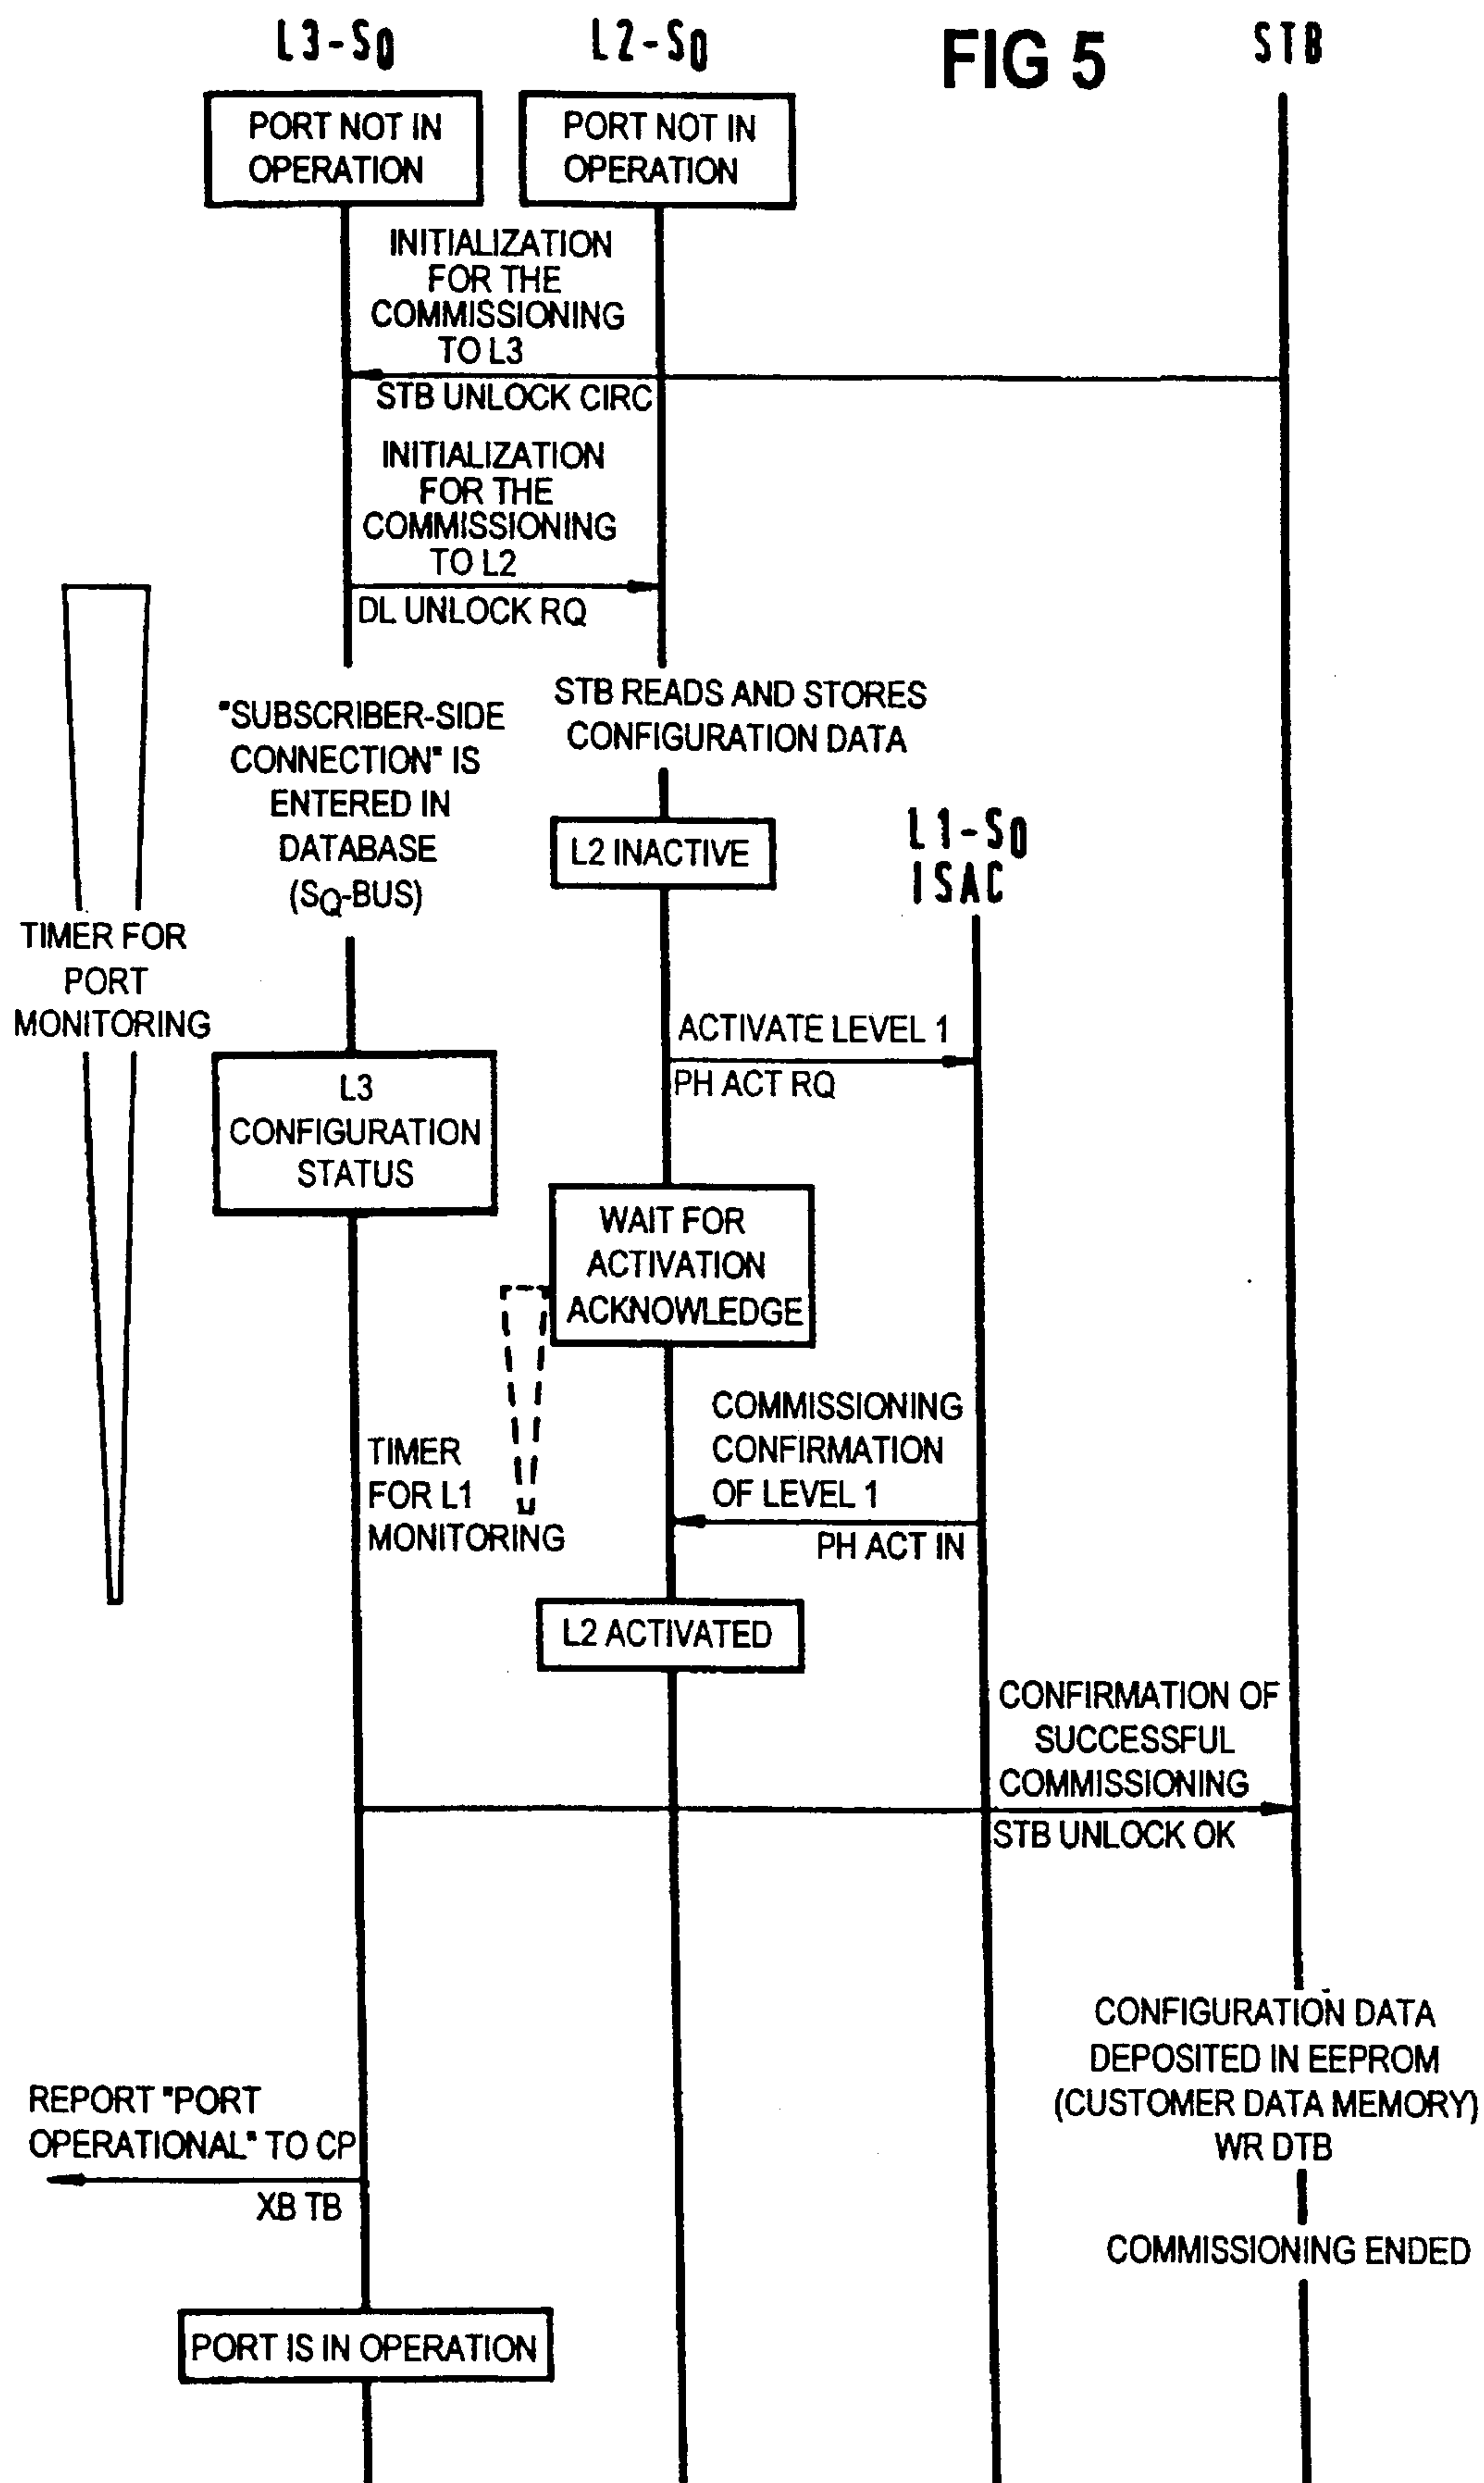 L3-S0
L2-S0
FIG 5
STB
PORT NOT IN
OPERATION
PORT NOT IN
OPERATION
INITIALIZATION
FOR THE
COMMISSIONING
TO L3
STB UNLOCK CIRC
INITIALIZATION
FOR THE
COMMISSIONING
TO L2
DL UNLOCK RQ
STB READS AND STORES
CONFIGURATION DATA
"SUBSCRIBER-SIDE
CONNECTION" IS
ENTERED IN
DATABASE
(SQ-BUS)
L2 INACTIVE
L1-S0
ISAC
TIMER FOR
PORT
MONITORING
ACTIVATE LEVEL 1
PH ACT RQ
L3
CONFIGURATION
STATUS
WAIT FOR
ACTIVATION
ACKNOWLEDGE
COMMISSIONING
CONFIRMATION
OF LEVEL 1
PH ACT IN
TIMER
FOR L1
MONITORING
L2 ACTIVATED
CONFIRMATION OF
SUCCESSFUL
COMMISSIONING
STB UNLOCK OK
CONFIGURATION DATA
DEPOSITED IN EEPROM
(CUSTOMER DATA MEMORY)
WR DTB
REPORT "PORT
OPERATIONAL" TO CP
XB TB
COMMISSIONING ENDED
PORT IS IN OPERATION